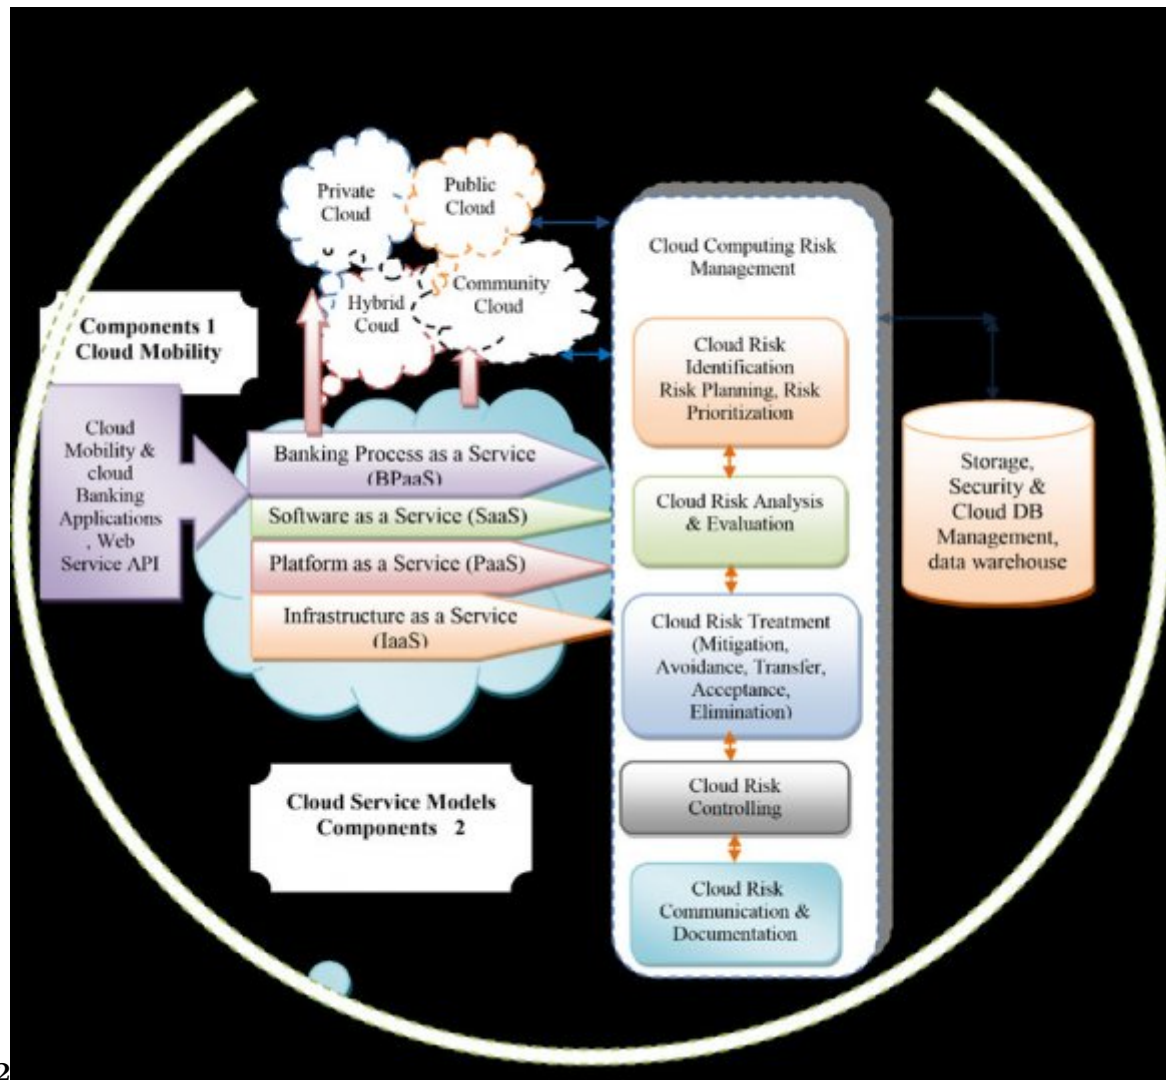 Private
Cloud
Public
Cloud
Hybrid
Coud
Community
Cloud
Components 1
Cloud Mobility
Cloud
Mobility &
cloud
Banking
Applications
, Web
Service API
Banking Process as a Service
(BPaaS)
Software as a Service (SaaS)
Platform as a Service (PaaS)
Infrastructure as a Service
(IaaS)
Cloud Service Models
Components 2
Cloud Computing Risk
Management
Cloud Risk
Identification
Risk Planning, Risk
Prioritization
Cloud Risk Analysis
& Evaluation
Cloud Risk Treatment
(Mitigation,
Avoidance, Transfer,
Acceptance,
Elimination)
Cloud Risk
Controlling
Cloud Risk
Communication &
Documentation
Storage,
Security &
Cloud DB
Management,
data warehouse
2